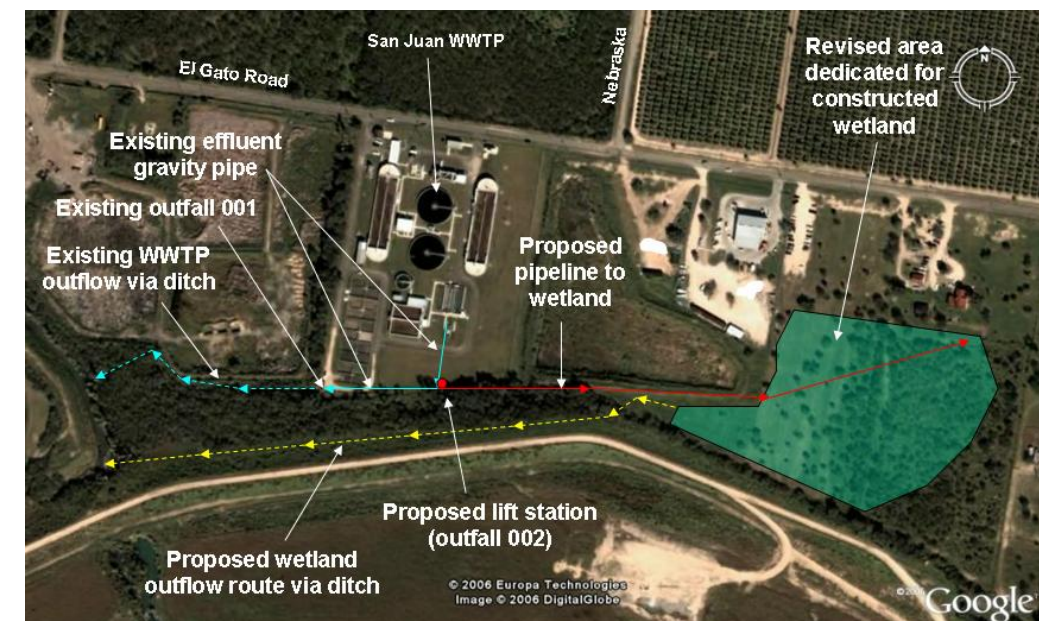 San Juan WWTP
El Gato Road
Nebraska
Revised area
dedicated for
constructed
wetland
N
Existing effluent
gravity pipe
Existing outfall 001
Existing WWTP
outflow via ditch
Proposed
pipeline to
wetland
Proposed lift station
(outfall 002)
Proposed wetland
outflow route via ditch
© 2006 Europa Technologies
Image © 2006 DigitalGlobe
Google